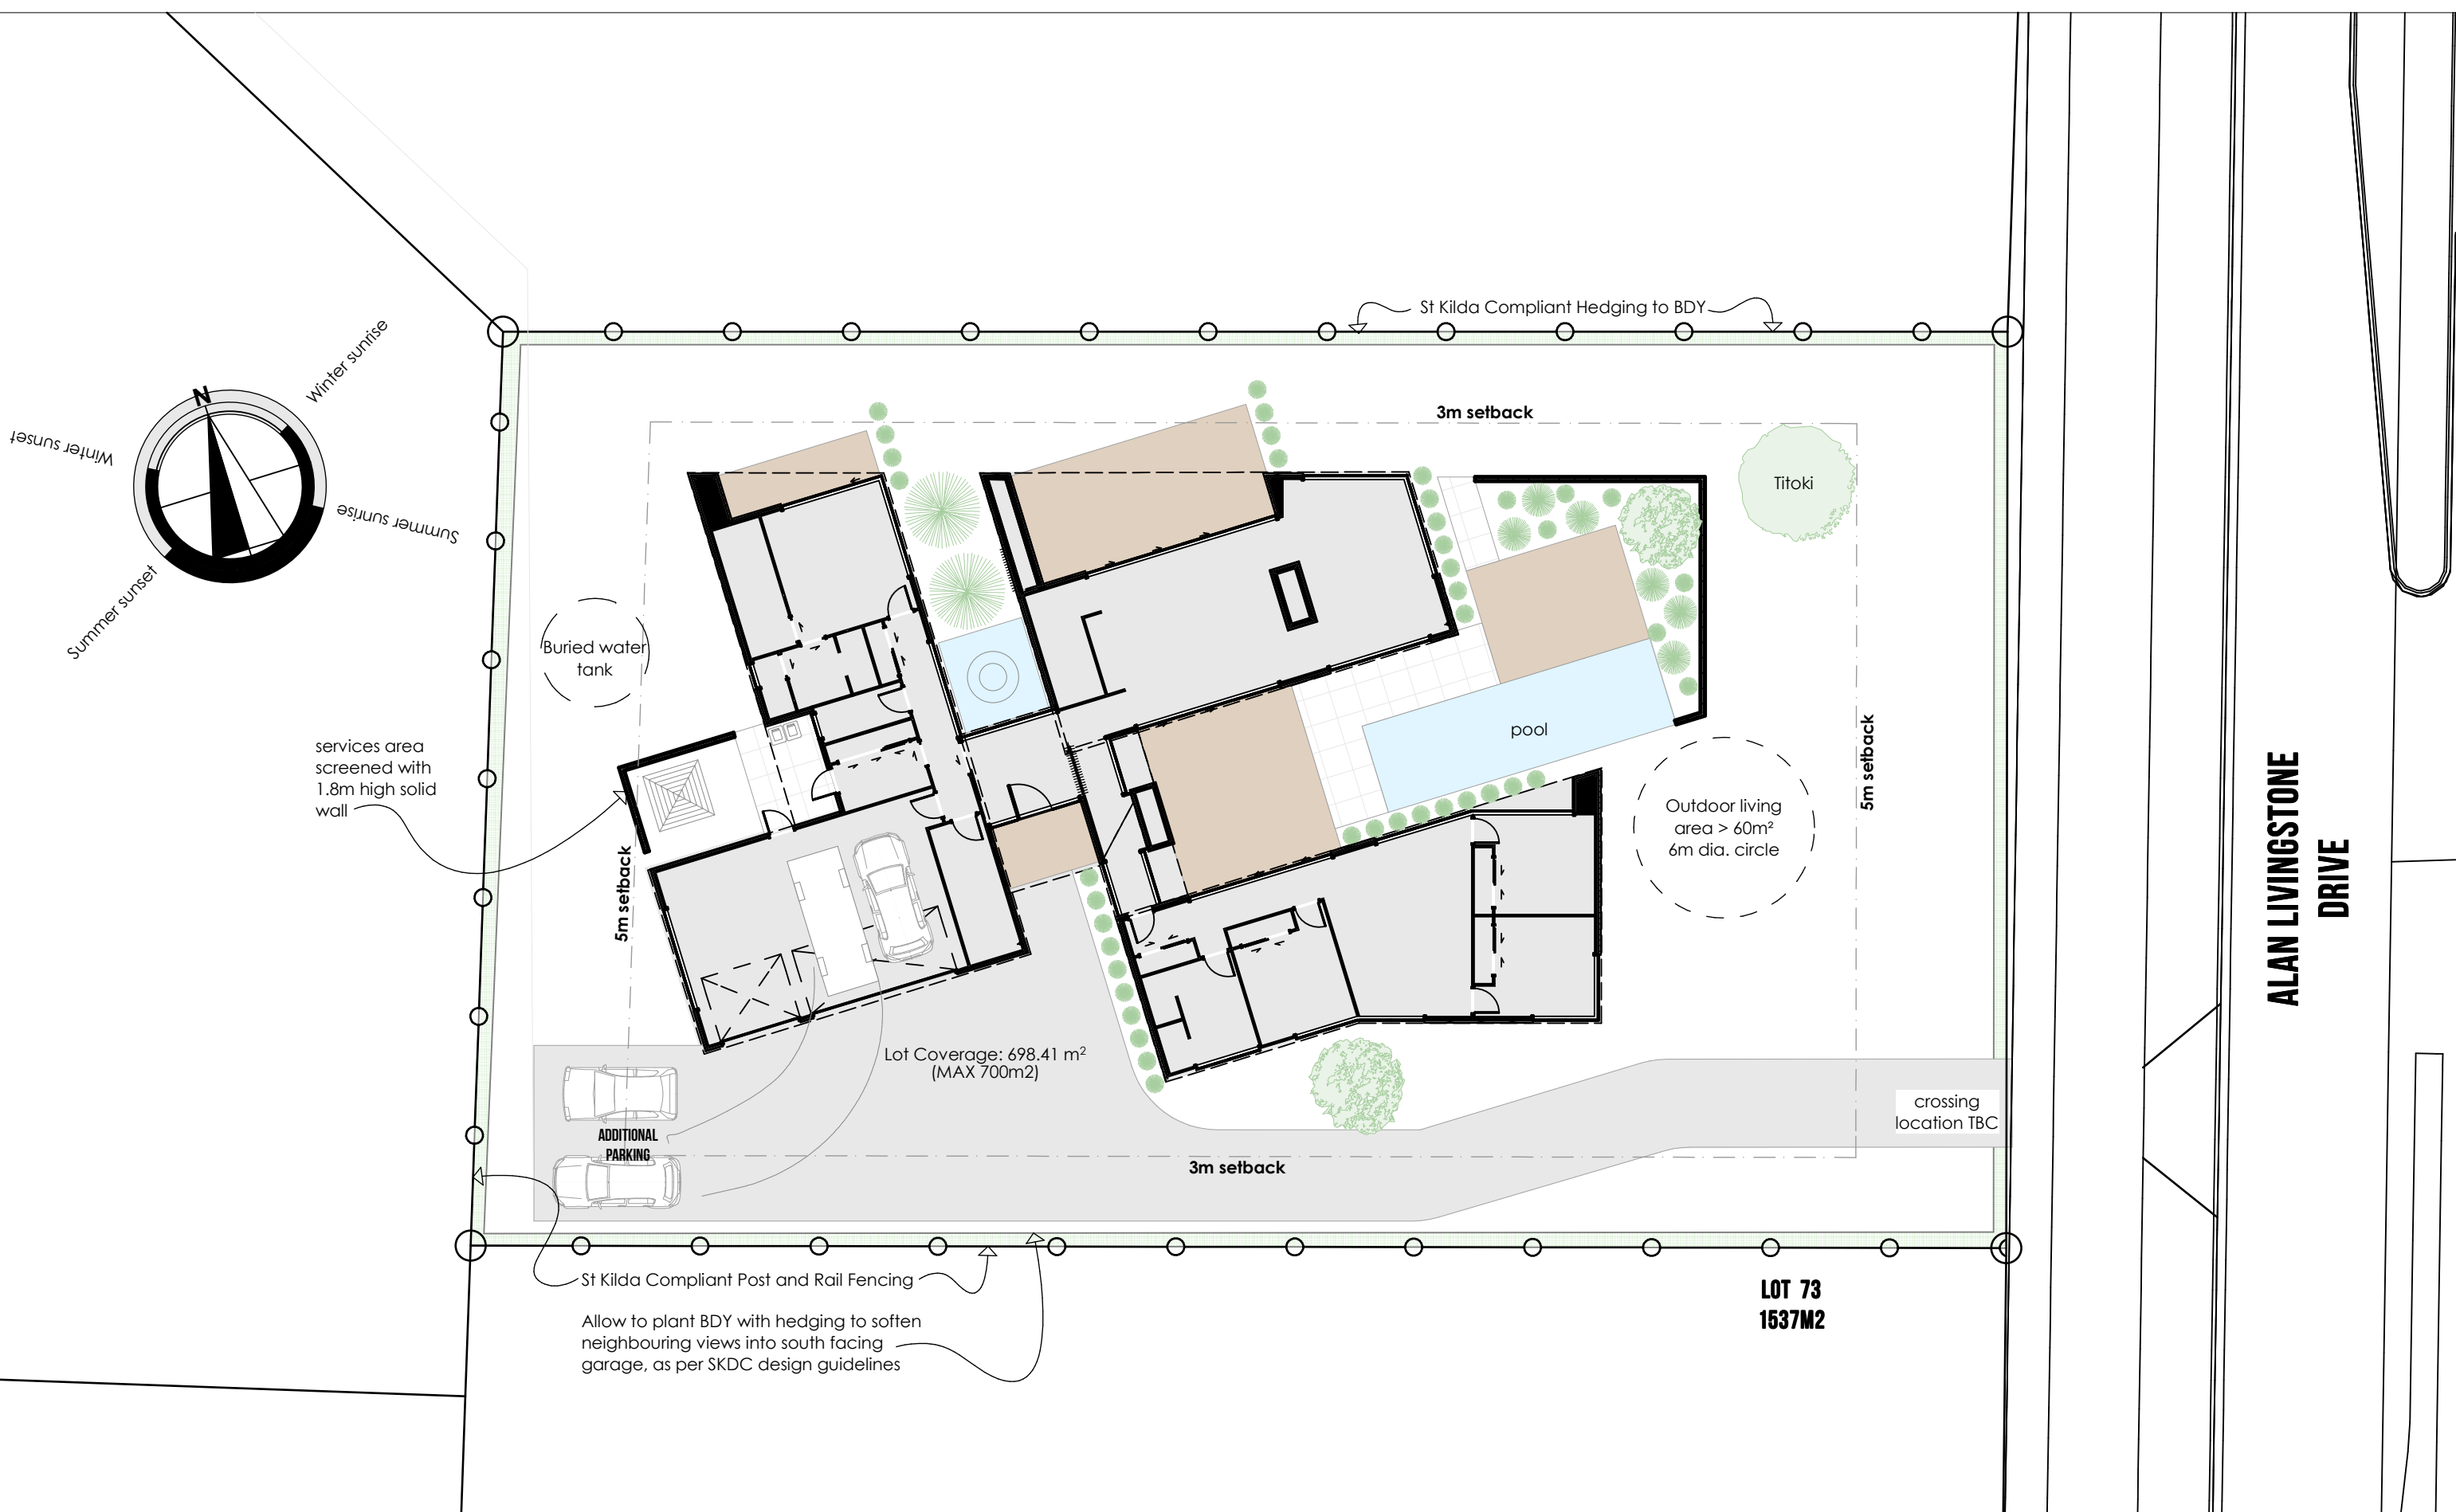 St Kilda Compliant Hedging to BDY
Winter sunrise
N
Winter sunset
Summer sunrise
Summer sunset
3m setback
Titoki
Buried water
tank
services area
screened with
1.8m high solid
wall
pool
5m setback
Outdoor living
area > 60m²
6m dia. circle
5m setback
ALAN LIVINGSTONE
DRIVE
Lot Coverage: 698.41 m²
(MAX 700m2)
crossing
location TBC
ADDITIONAL
PARKING
3m setback
St Kilda Compliant Post and Rail Fencing
Allow to plant BDY with hedging to soften
neighbouring views into south facing
garage, as per SKDC design guidelines
LOT 73
1537M2